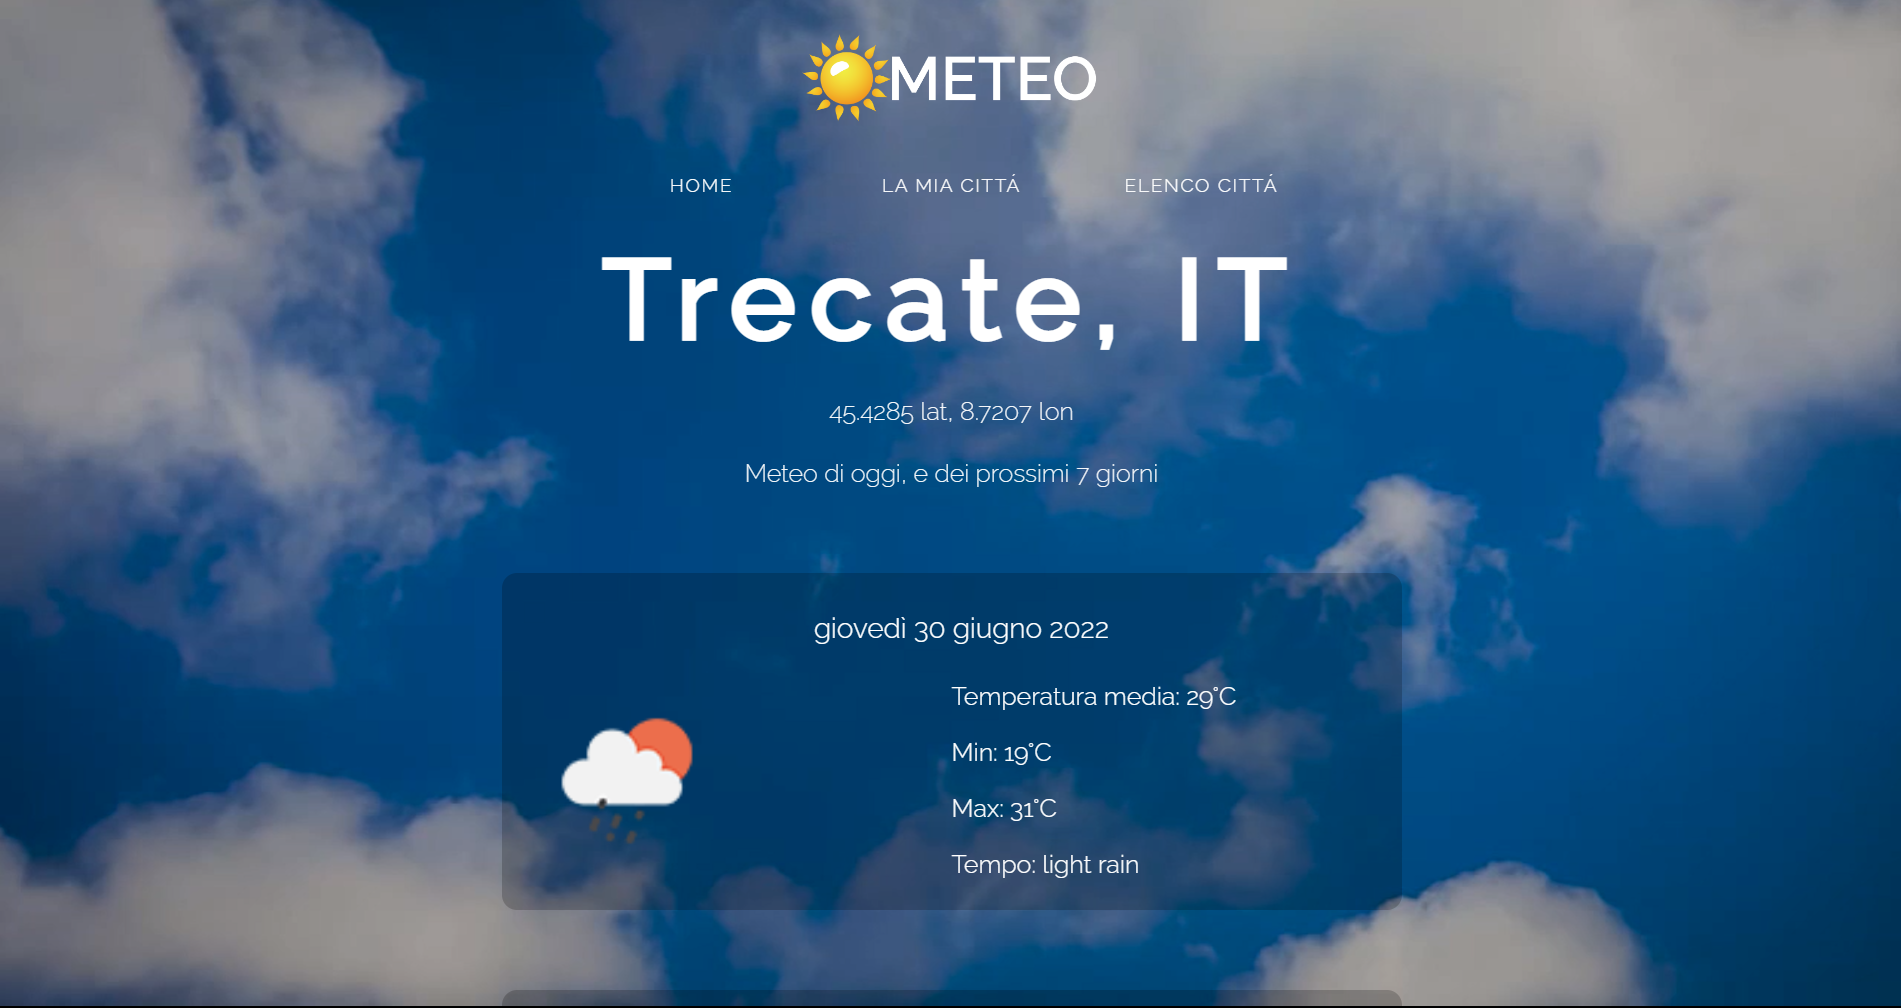 METEO
HOME LA MIA CITTÁ ELENCO CITTÁ
Trecate, IT
45.4285 lat, 8.7207 lon
Meteo di oggi, e dei prossimi 7 giorni
giovedì 30 giugno 2022
Temperatura media: 29°C
Min: 19°C
Max: 31°C
Tempo: light rain